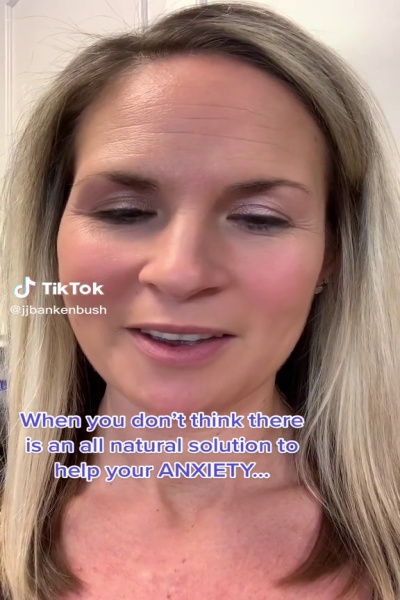 TikTok
@jjbankenbush
When you don't think there
is an all natural solution to
help your ANXIETY...